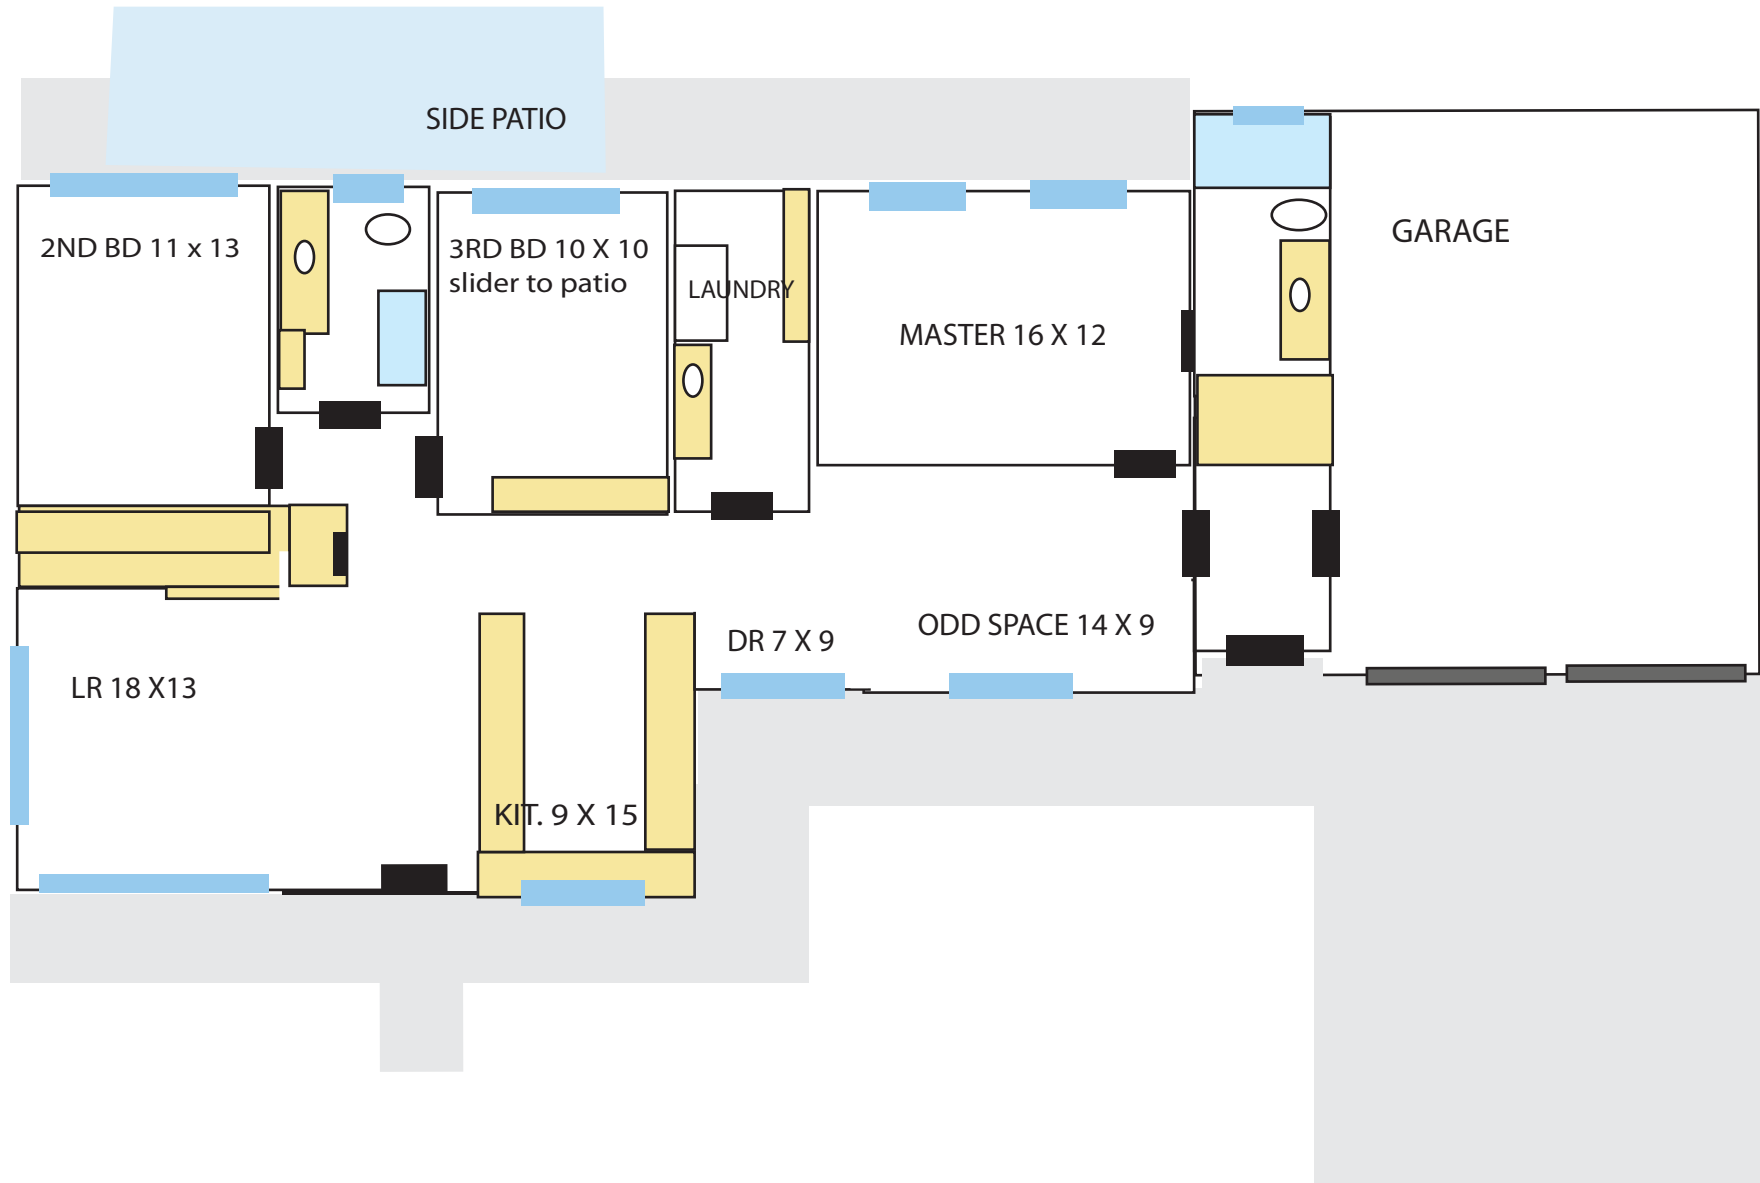 SIDE PATIO
2ND BD 11 x 13
3RD BD 10 X 10
slider to patio
LAUNDRY
MASTER 16 X 12
GARAGE
LR 18 X13
KIT. 9 X 15
DR 7 X 9
ODD SPACE 14 X 9